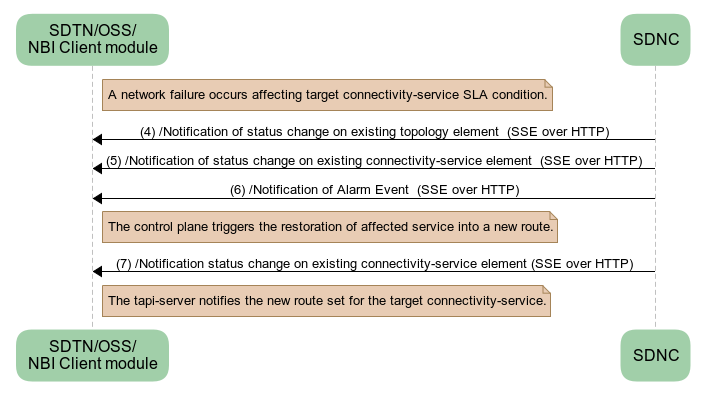 SDTN/OSS/
NBI Client module
SDNC
A network failure occurs affecting target connectivity-service SLA condition.
(4) /Notification of status change on existing topology element  (SSE over HTTP)
(5) /Notification of status change on existing connectivity-service element  (SSE over HTTP)
(6) /Notification of Alarm Event  (SSE over HTTP)
The control plane triggers the restoration of affected service into a new route.
(7) /Notification status change on existing connectivity-service element (SSE over HTTP)
The tapi-server notifies the new route set for the target connectivity-service.
SDTN/OSS/
NBI Client module
SDNC